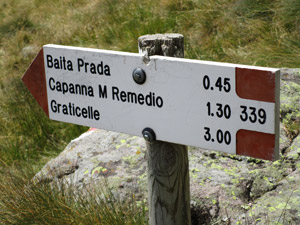 Baita Prada 0.45
Capanna M Remedio 1.30 339
Graticelle 3.00